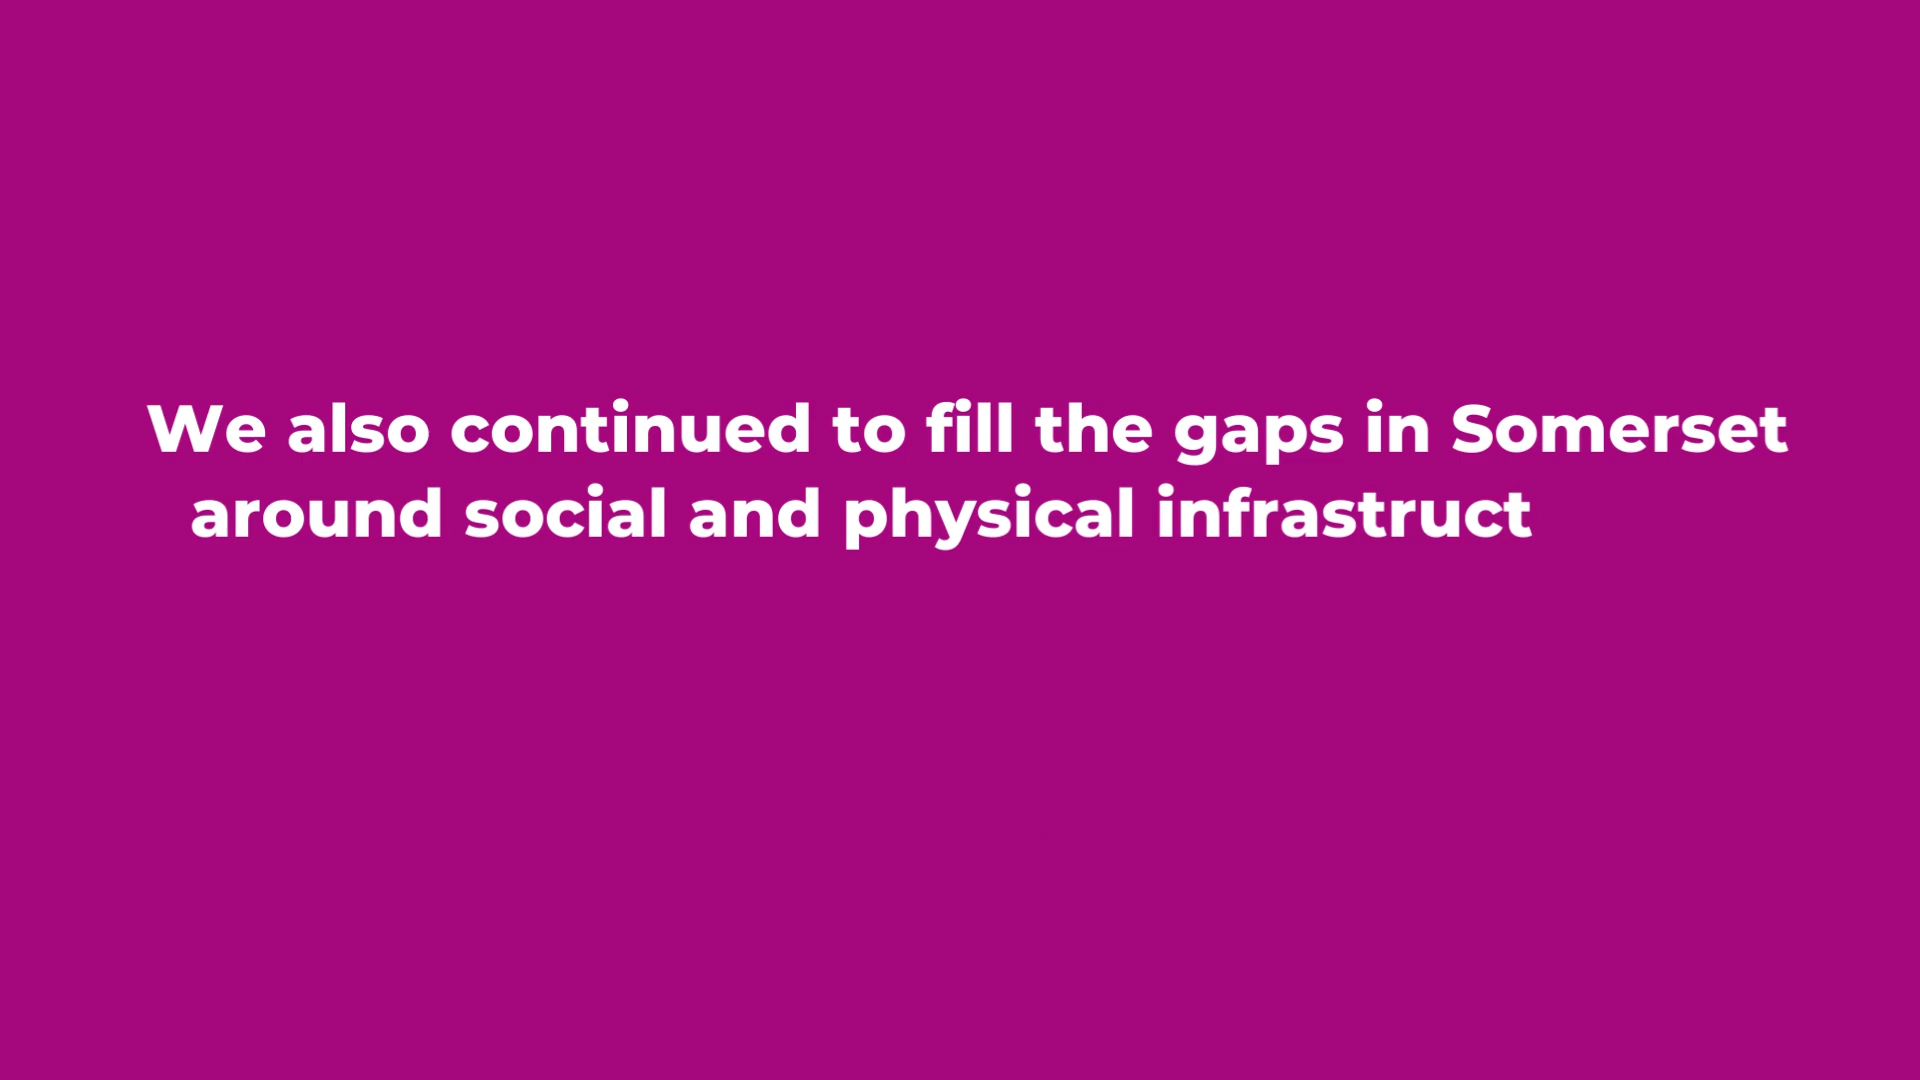 We also continued to fill the gaps in Somerset
around social and physical infrastruct